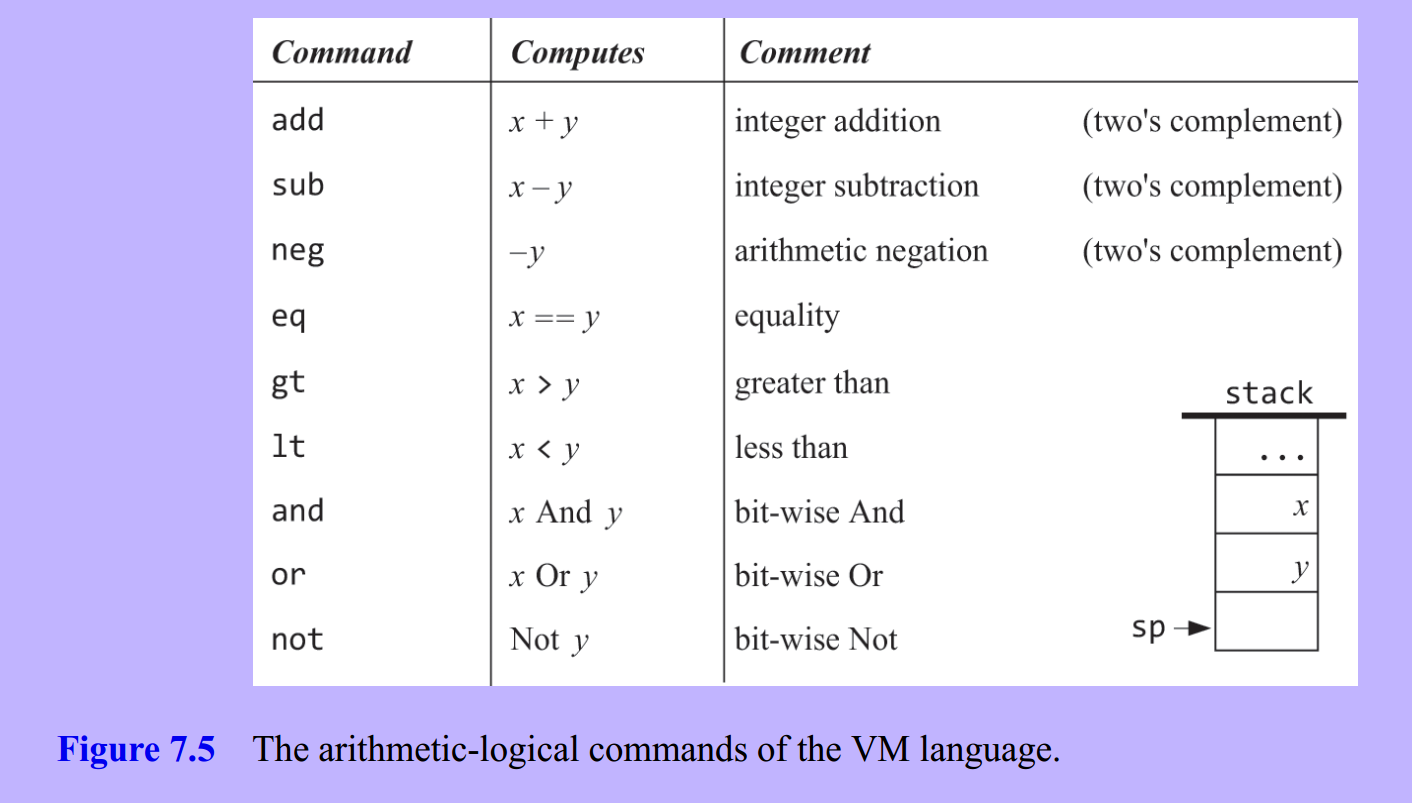 Command Computes Comment
add x + y integer addition (two's complement)
sub x − y integer subtraction (two's complement)
neg −y arithmetic negation (two's complement)
eq x == y equality
gt x > y greater than
lt x < y less than
and x And y bit-wise And
or x Or y bit-wise Or
not Not y bit-wise Not
stack
...
x
y
sp
Figure 7.5 The arithmetic-logical commands of the VM language.